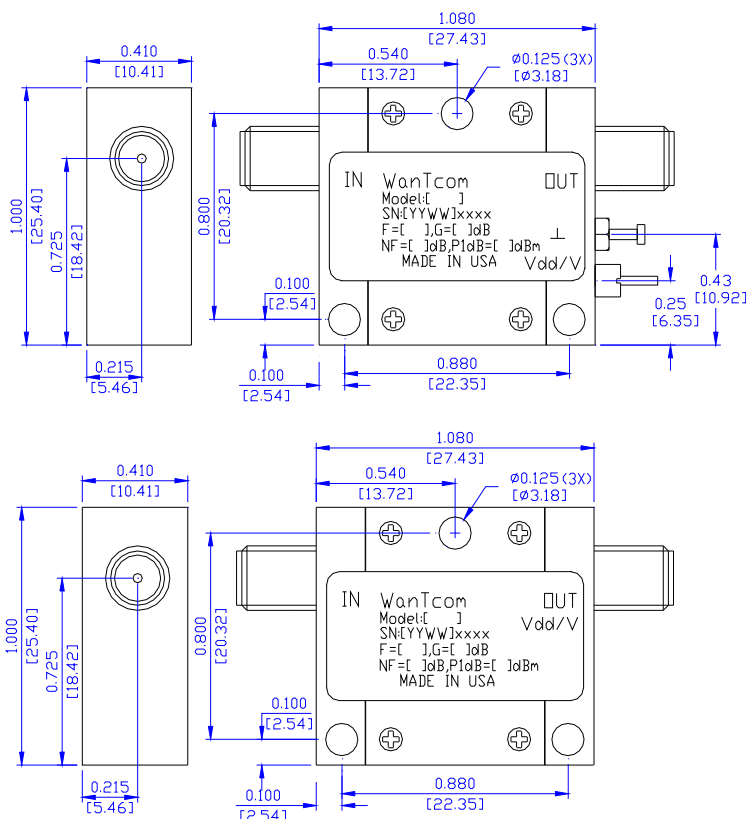 1.080
[27.43]
0.410
[10.41]
0.540
[13.72]
Ø0.125(3X)
[Ø3.18]
1.000
[25.40]
0.725
[18.42]
0.800
[20.32]
IN WanTcom OUT
Model:[ ]
SN:[YYWW]xxxx
F=[ ],G=[ ]dB
NF=[ ]dB,P1dB=[ ]dBm
MADE IN USA Vdd/V
0.100
[2.54]
0.43
[10.92]
0.25
[6.35]
0.215
[5.46]
0.100
[2.54]
0.880
[22.35]
1.080
[27.43]
0.410
[10.41]
0.540
[13.72]
Ø0.125(3X)
[Ø3.18]
1.000
[25.40]
0.725
[18.42]
0.800
[20.32]
IN WanTcom OUT
Model:[ ] Vdd/V
SN:[YYWW]xxxx
F=[ ],G=[ ]dB
NF=[ ]dB,P1dB=[ ]dBm
MADE IN USA
0.100
[2.54]
0.215
[5.46]
0.100
[2.54]
0.880
[22.35]